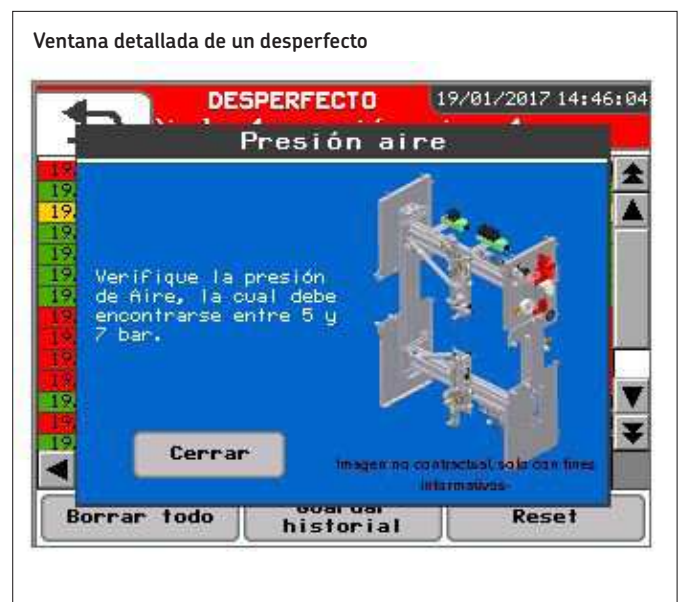 Ventana detallada de un desperfecto
DESPERFECTO
19/01/2017 14:46:04
Presión aire
Verifique la presión
de Aire, la cual debe
encontrarse entre 5 y
7 bar.
Cerrar
Imagen no contractual, solo con fines
informativos.
Borrar todo
Guardar
historial
Reset